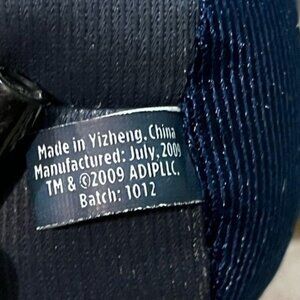 Made in Yizheng, China
Manufactured: July, 2009
TM & ©2009 ADIPLLC,
Batch: 1012